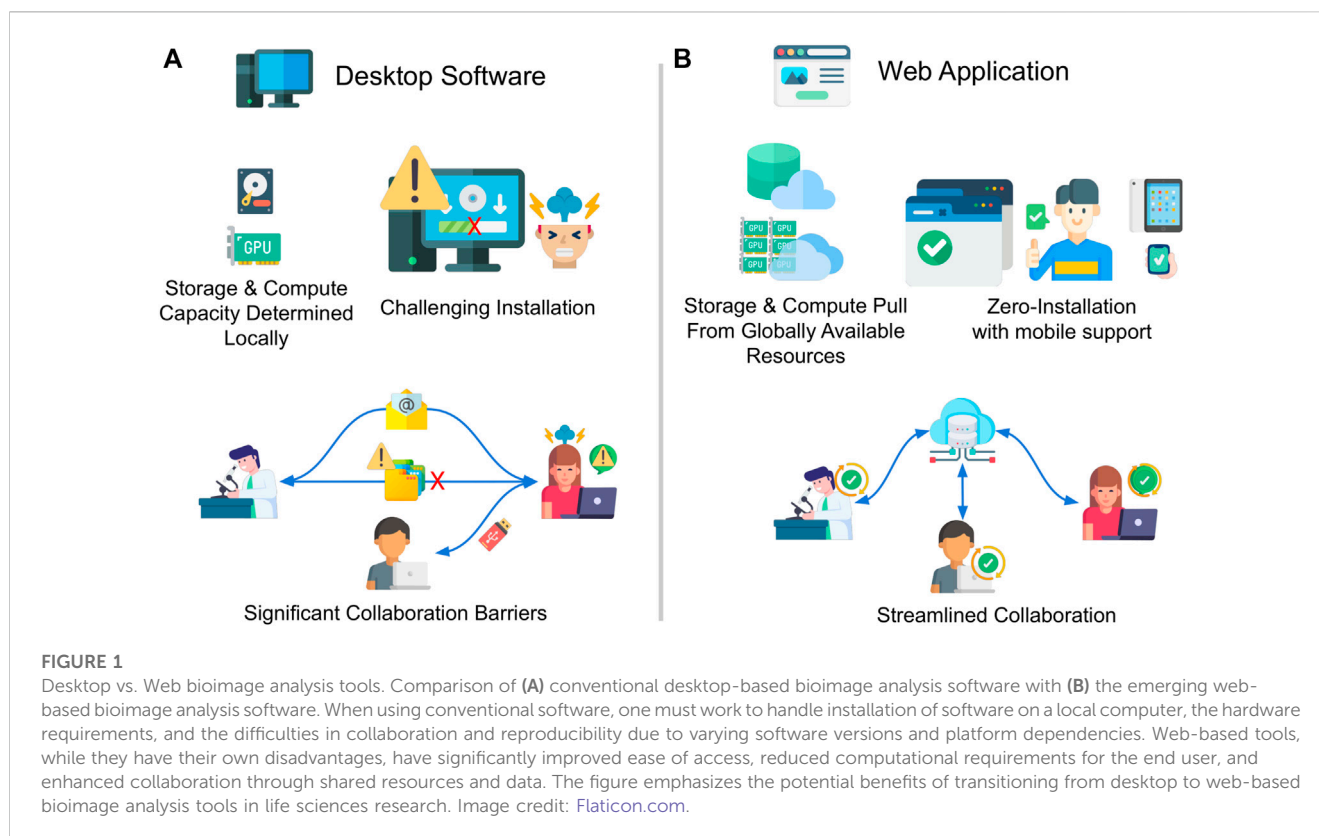 A
Desktop Software
GPU
Storage & Compute
Capacity Determined
Locally
X
Challenging Installation
@
X
Significant Collaboration Barriers
B
Web Application
GPU GPU
GPU GPU
GPU GPU
Storage & Compute Pull
From Globally Available
Resources
Zero-Installation
with mobile support
Streamlined Collaboration
FIGURE 1
Desktop vs. Web bioimage analysis tools. Comparison of (A) conventional desktop-based bioimage analysis software with (B) the emerging web-
based bioimage analysis software. When using conventional software, one must work to handle installation of software on a local computer, the hardware
requirements, and the difficulties in collaboration and reproducibility due to varying software versions and platform dependencies. Web-based tools,
while they have their own disadvantages, have significantly improved ease of access, reduced computational requirements for the end user, and
enhanced collaboration through shared resources and data. The figure emphasizes the potential benefits of transitioning from desktop to web-based
bioimage analysis tools in life sciences research. Image credit: Flaticon.com.